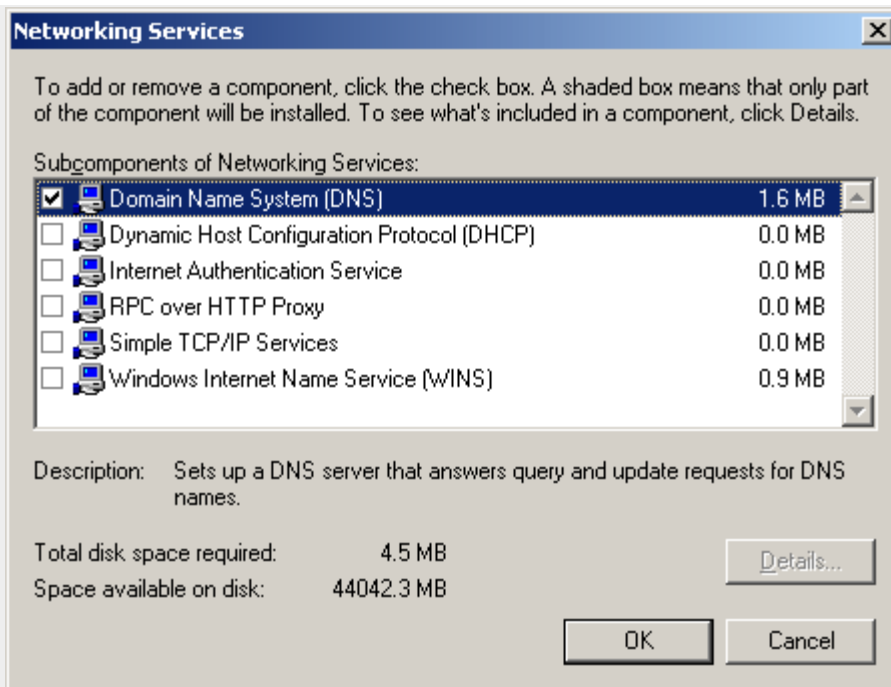 Networking Services
To add or remove a component, click the check box. A shaded box means that only part
of the component will be installed. To see what's included in a component, click Details.
Subcomponents of Networking Services:
Domain Name System (DNS) 1.6 MB
Dynamic Host Configuration Protocol (DHCP) 0.0 MB
Internet Authentication Service 0.0 MB
RPC over HTTP Proxy 0.0 MB
Simple TCP/IP Services 0.0 MB
Windows Internet Name Service (WINS) 0.9 MB
Description: Sets up a DNS server that answers query and update requests for DNS
names.
Total disk space required: 4.5 MB
Space available on disk: 44042.3 MB
Details...
OK Cancel